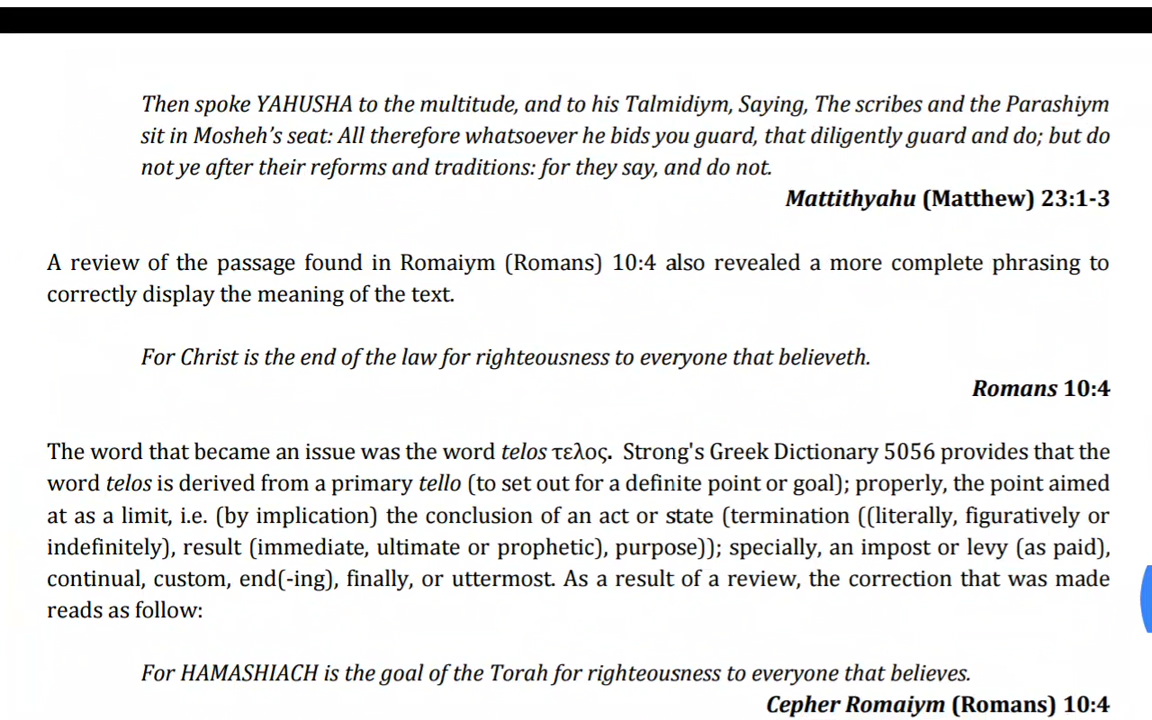 Then spoke YAHUSHA to the multitude, and to his Talmidiym, Saying, The scribes and the Parashiym
sit in Mosheh’s seat: All therefore whatsoever he bids you guard, that diligently guard and do; but do
not ye after their reforms and traditions: for they say, and do not.
Mattithyahu (Matthew) 23:1-3
A review of the passage found in Romaiym (Romans) 10:4 also revealed a more complete phrasing to
correctly display the meaning of the text.
For Christ is the end of the law for righteousness to everyone that believeth.
Romans 10:4
The word that became an issue was the word telos τελος. Strong's Greek Dictionary 5056 provides that the
word telos is derived from a primary tello (to set out for a definite point or goal); properly, the point aimed
at as a limit, i.e. (by implication) the conclusion of an act or state (termination ((literally, figuratively or
indefinitely), result (immediate, ultimate or prophetic), purpose)); specially, an impost or levy (as paid),
continual, custom, end(-ing), finally, or uttermost. As a result of a review, the correction that was made
reads as follow:
For HAMASHIACH is the goal of the Torah for righteousness to everyone that believes.
Cepher Romaiym (Romans) 10:4